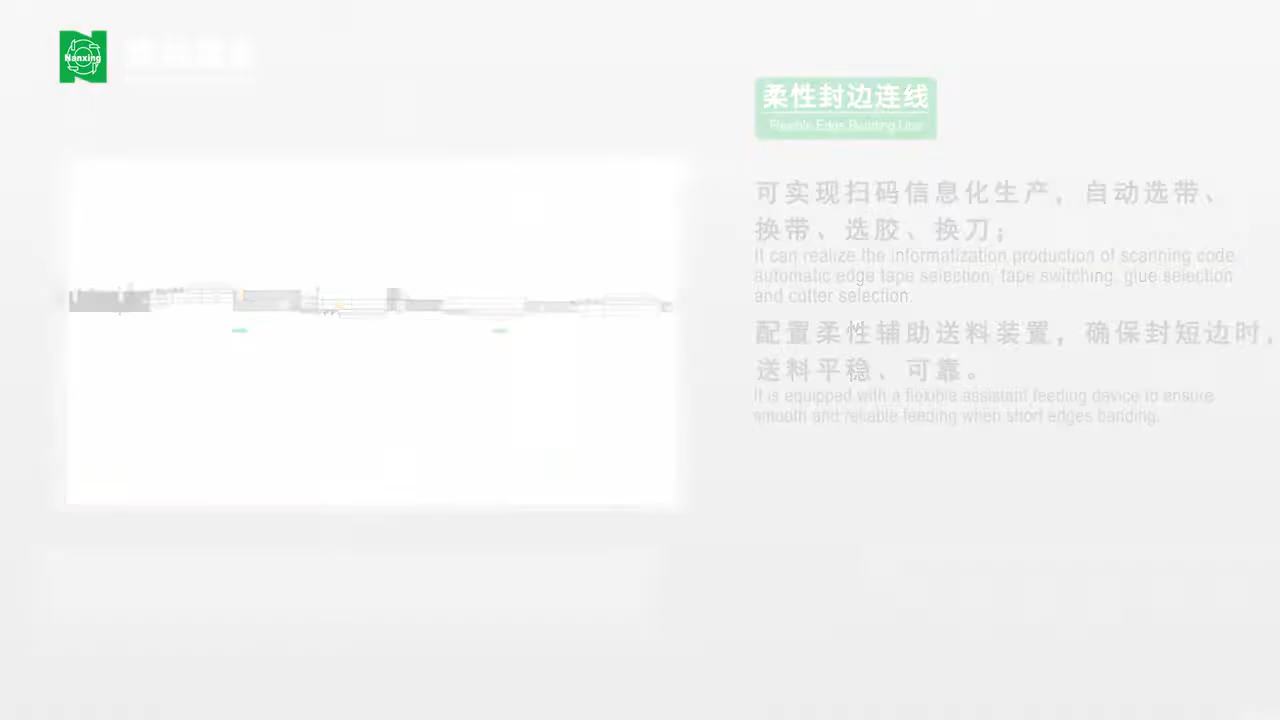 Nanxing
柔性封边连线
Flexible Edge Banding Line
可实现扫码信息化生产，自动选带、
换带、选胶、换刀；
It can realize the informatization production of scanning code
automatic edge tape selection, tape switching, glue selection
and cutter selection.
配置柔性辅助送料装置，确保封短边时，
送料平稳、可靠。
It is equipped with a flexible assistant feeding device to ensure
smooth and reliable feeding when short edges banding.